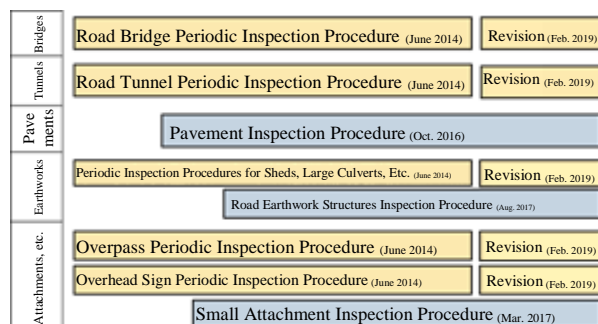 Bridges
Road Bridge Periodic Inspection Procedure (June 2014)
Revision (Feb. 2019)
Tunnels
Road Tunnel Periodic Inspection Procedure (June 2014)
Revision (Feb. 2019)
Pave
ments
Pavement Inspection Procedure (Oct. 2016)
Earthworks
Periodic Inspection Procedures for Sheds, Large Culverts, Etc. (June 2014)
Revision (Feb. 2019)
Road Earthwork Structures Inspection Procedure (Aug. 2017)
Attachments, etc.
Overpass Periodic Inspection Procedure (June 2014)
Revision (Feb. 2019)
Overhead Sign Periodic Inspection Procedure (June 2014)
Revision (Feb. 2019)
Small Attachment Inspection Procedure (Mar. 2017)